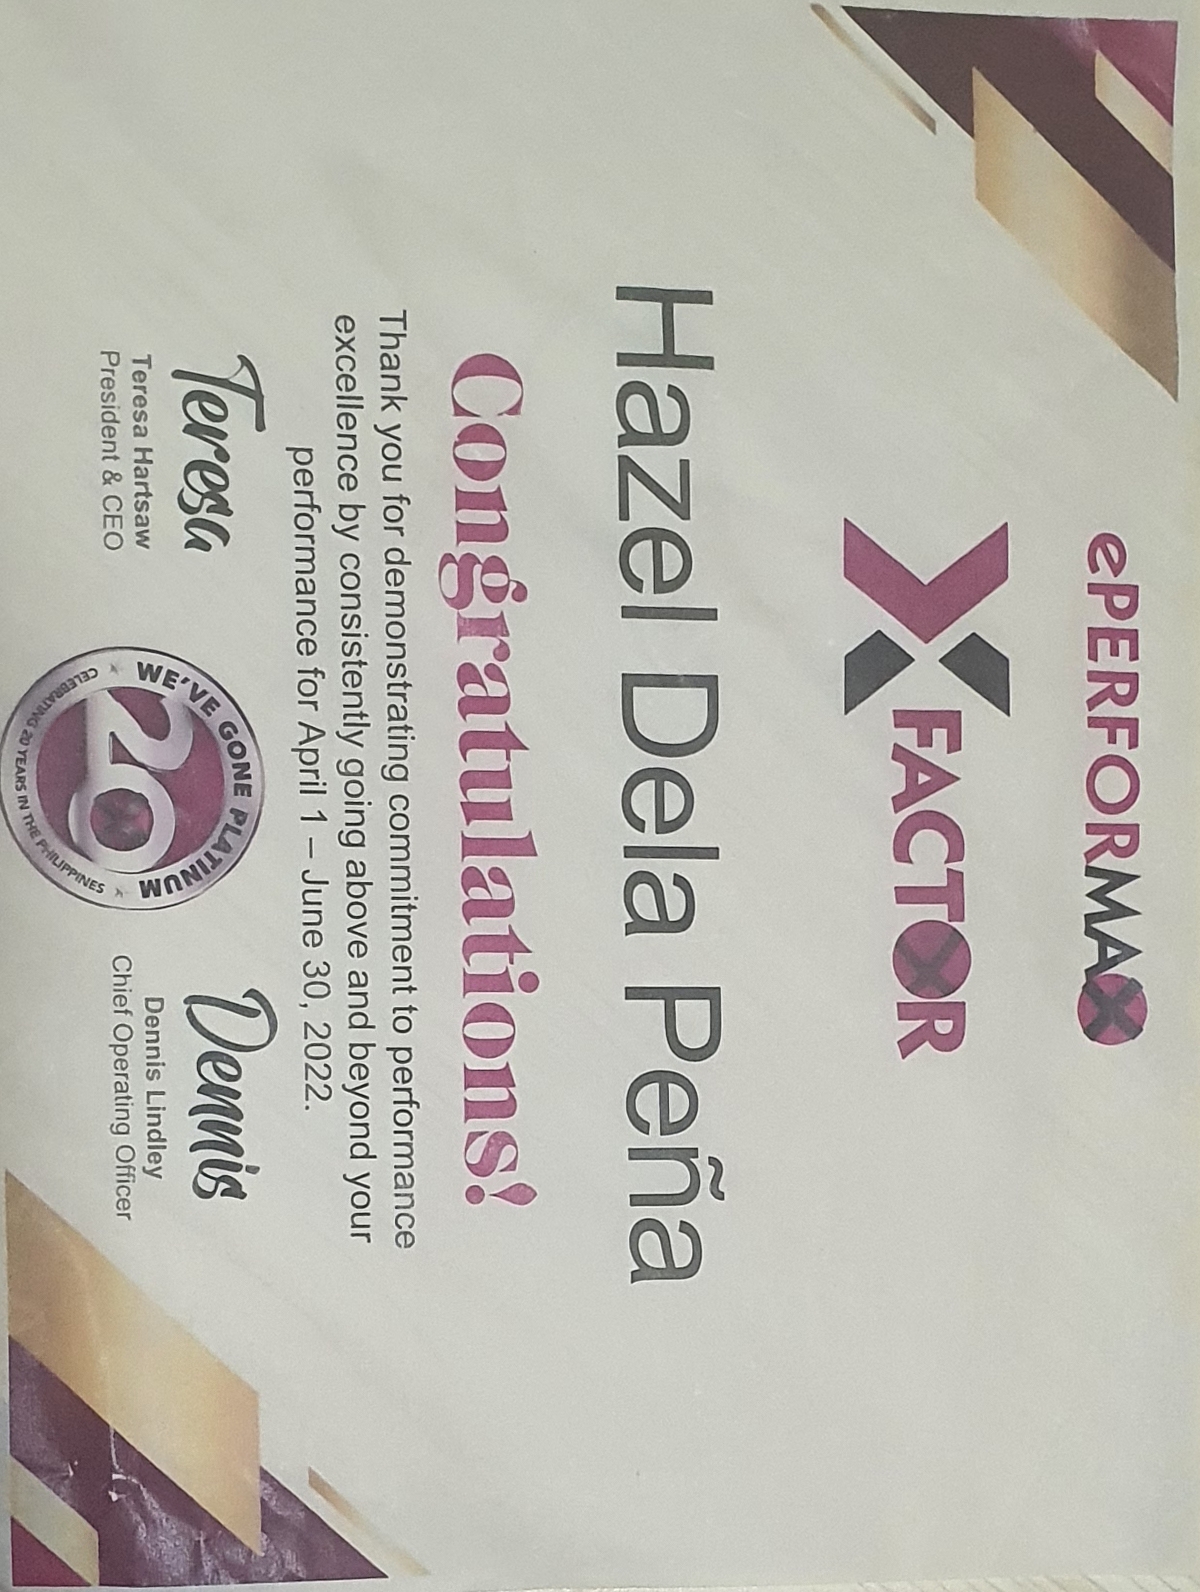 ePERFORMAX
X FACTOR
Hazel Dela Peña
Congratulations!
Thank you for demonstrating commitment to performance
excellence by consistently going above and beyond your
performance for April 1 – June 30, 2022.
Teresa
Teresa Hartsaw
President & CEO
WE'VE GONE PLATINUM
20
CELEBRATING 20 YEARS IN THE PHILIPPINES
Dennis
Dennis Lindley
Chief Operating Officer